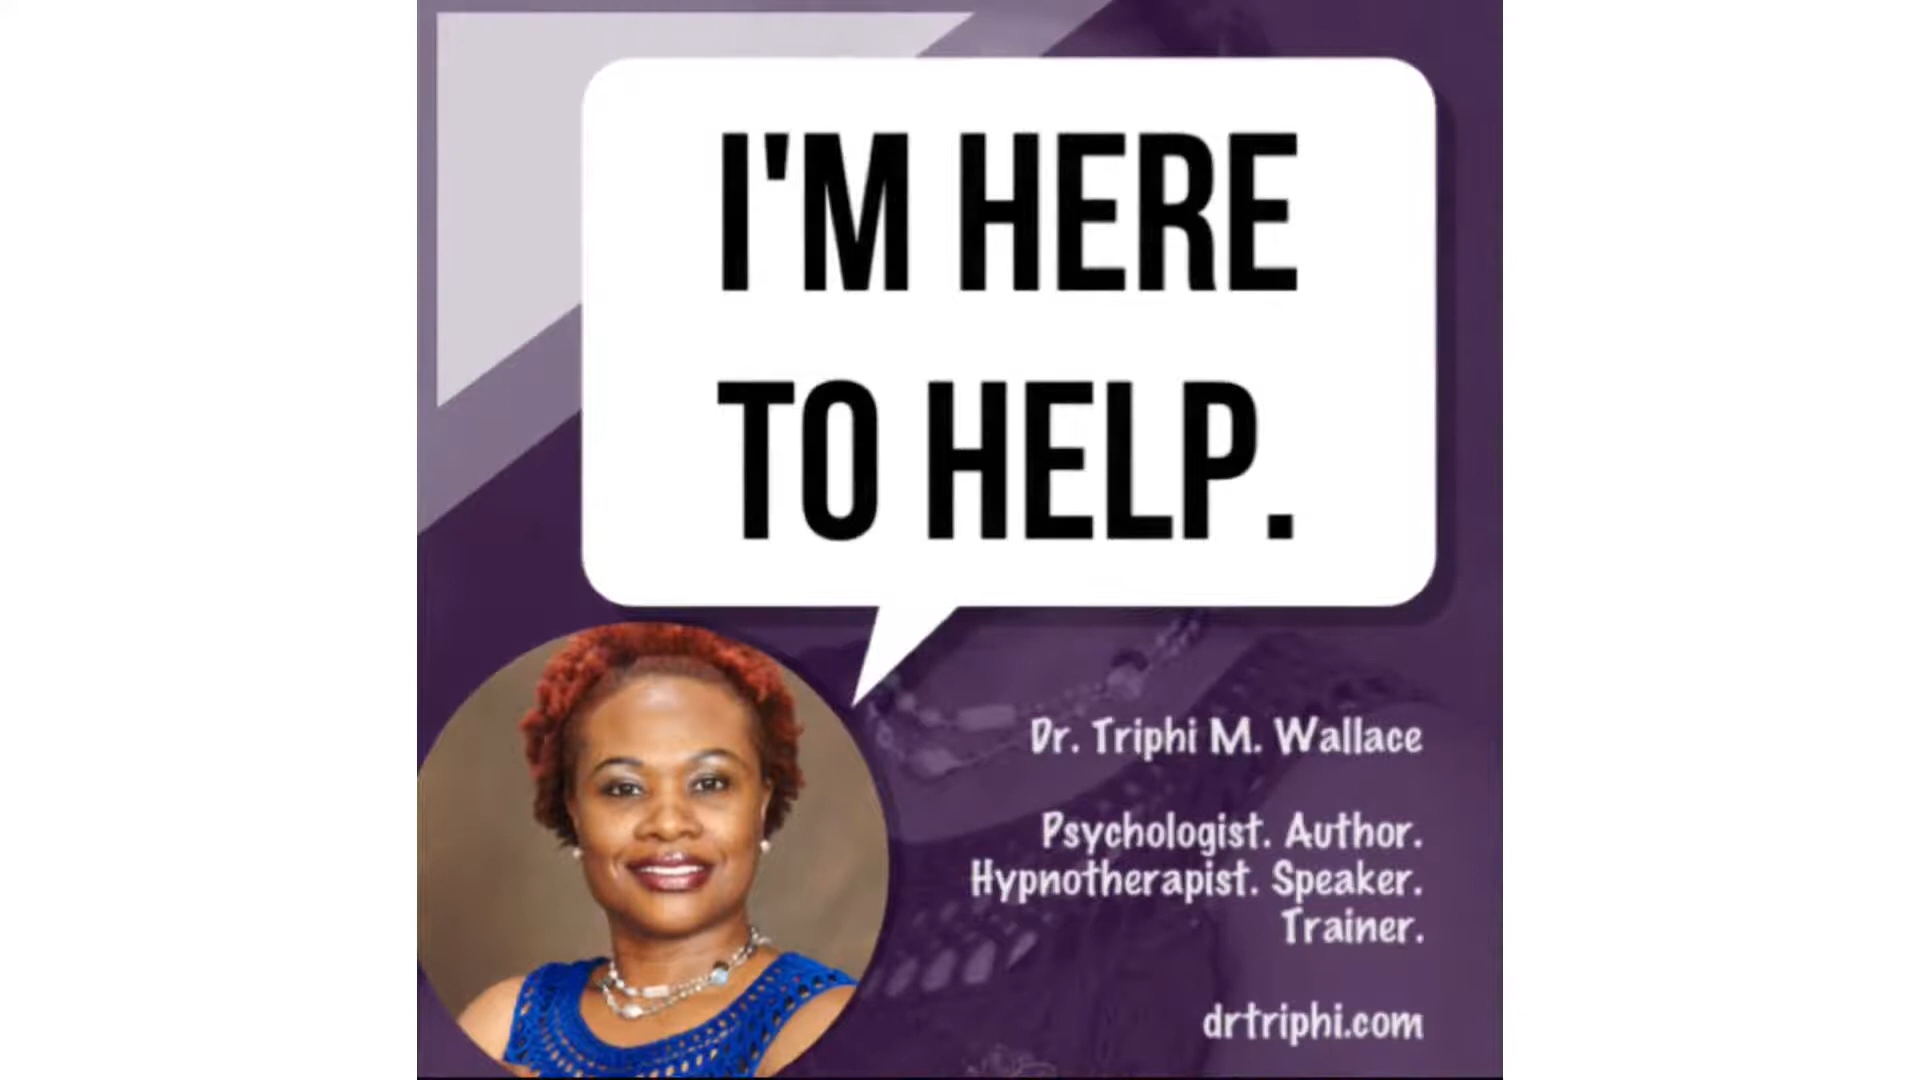 I'M HERE
TO HELP.
Dr. Triphi M. Wallace
Psychologist. Author.
Hypnotherapist. Speaker.
Trainer.
drtriphi.com